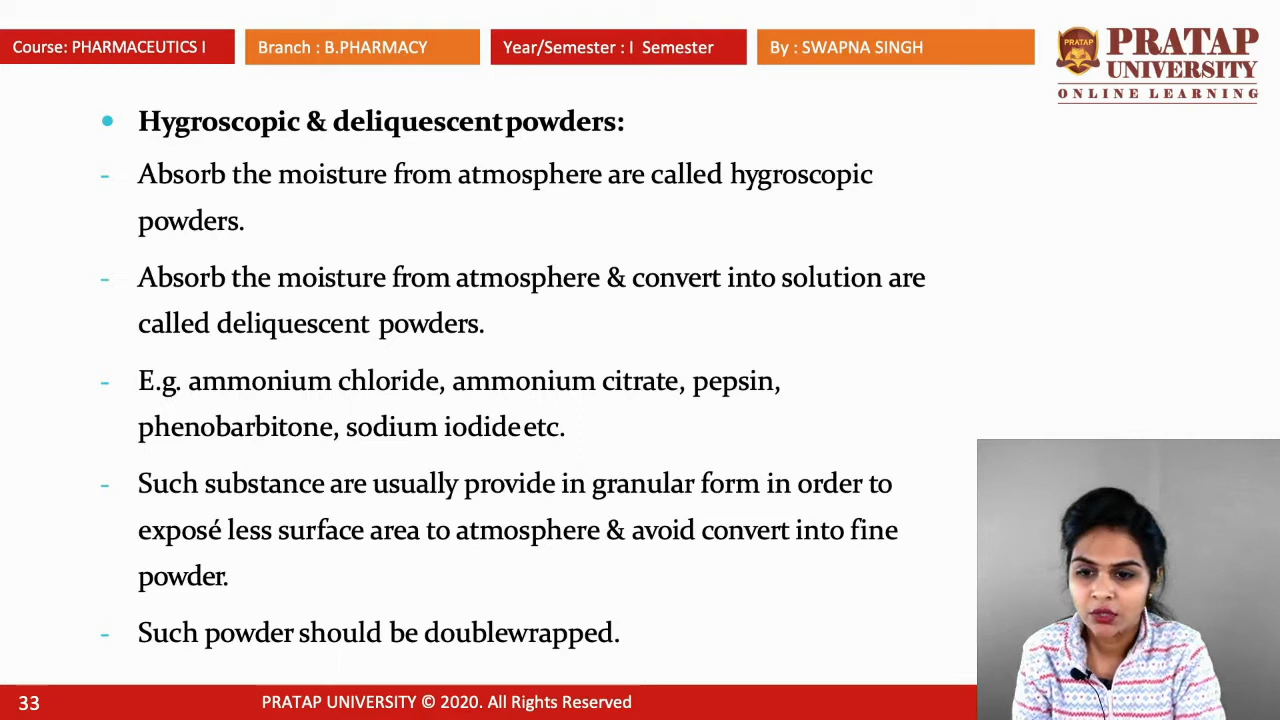 Course: PHARMACEUTICS I
Branch : B.PHARMACY
Year/Semester : I Semester
By : SWAPNA SINGH
PRATAP
PRATAP
UNIVERSITY
ONLINE LEARNING
• Hygroscopic & deliquescent powders:
- Absorb the moisture from atmosphere are called hygroscopic
powders.
- Absorb the moisture from atmosphere & convert into solution are
called deliquescent powders.
- E.g. ammonium chloride, ammonium citrate, pepsin,
phenobarbitone, sodium iodide etc.
- Such substance are usually provide in granular form in order to
exposé less surface area to atmosphere & avoid convert into fine
powder.
- Such powder should be doublewrapped.
33
PRATAP UNIVERSITY © 2020. All Rights Reserved